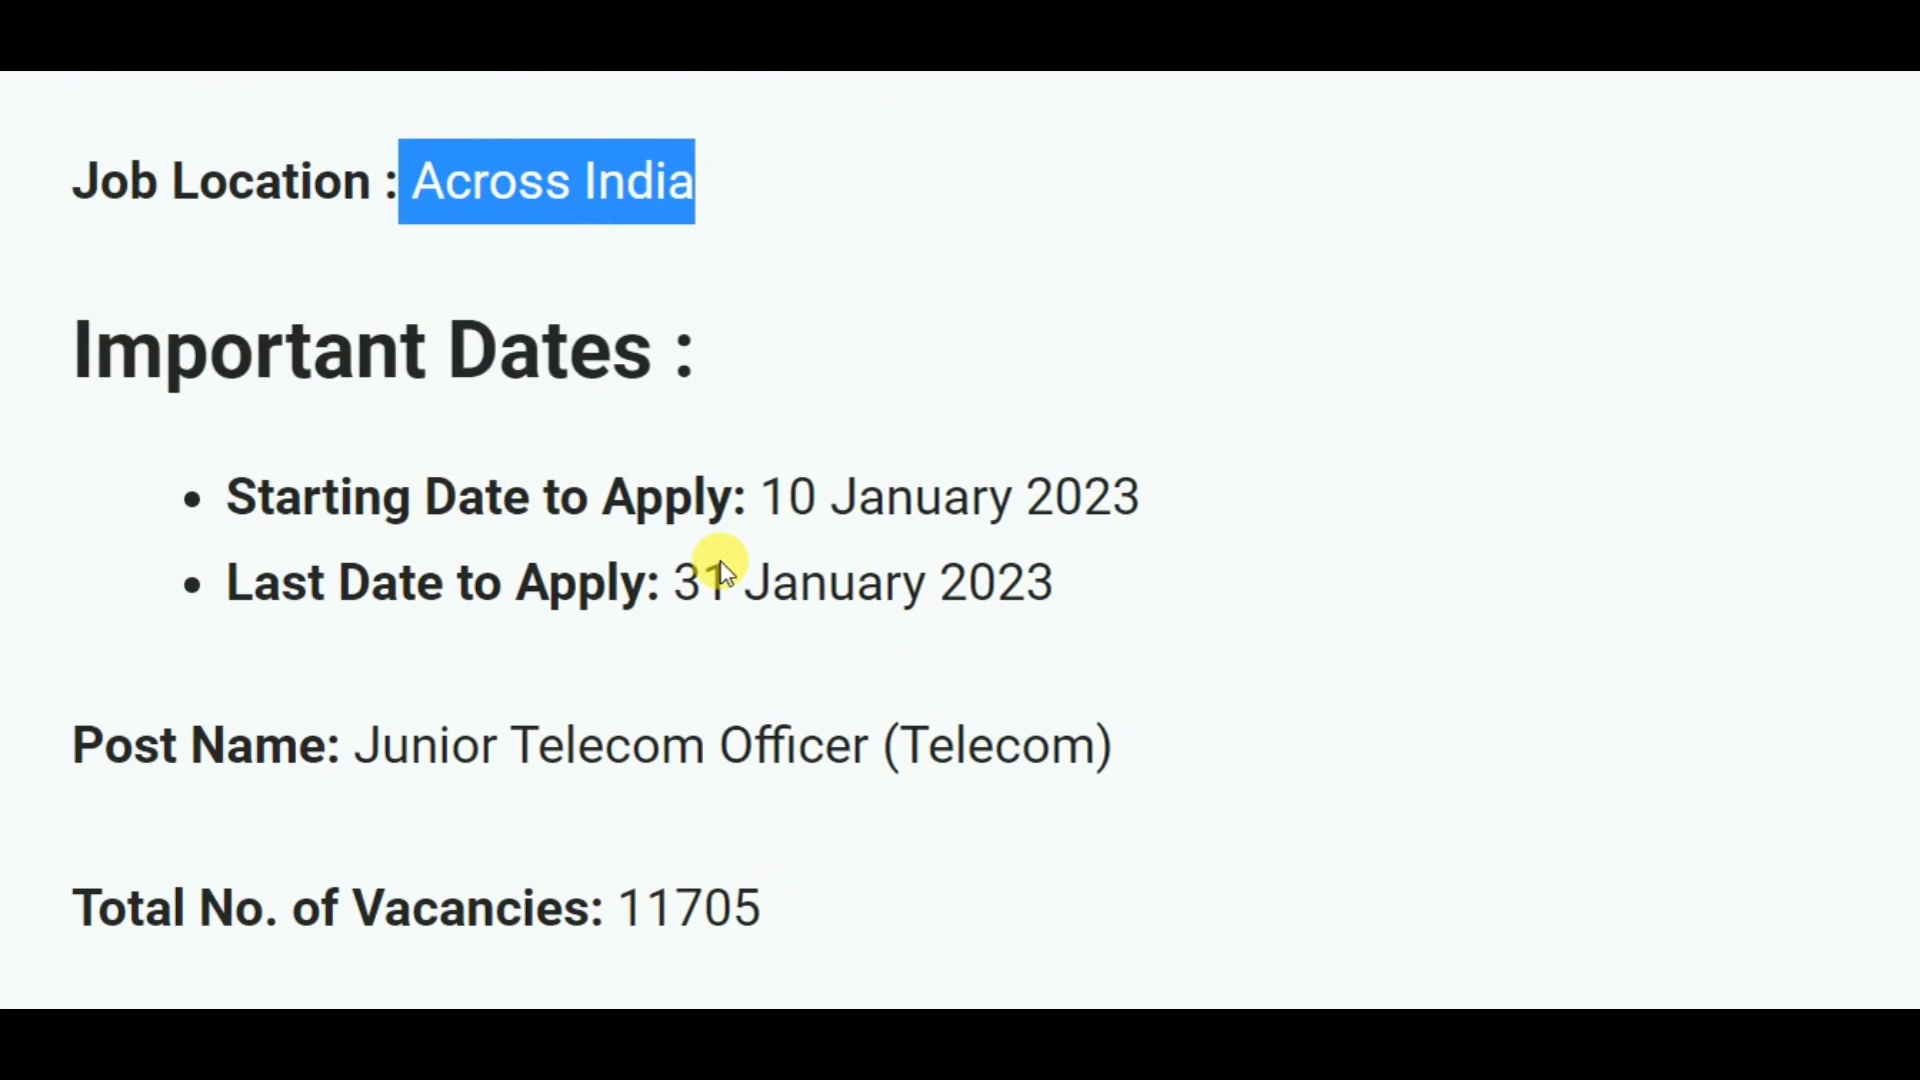 Job Location : Across India
Important Dates :
• Starting Date to Apply: 10 January 2023
• Last Date to Apply: 31 January 2023
Post Name: Junior Telecom Officer (Telecom)
Total No. of Vacancies: 11705